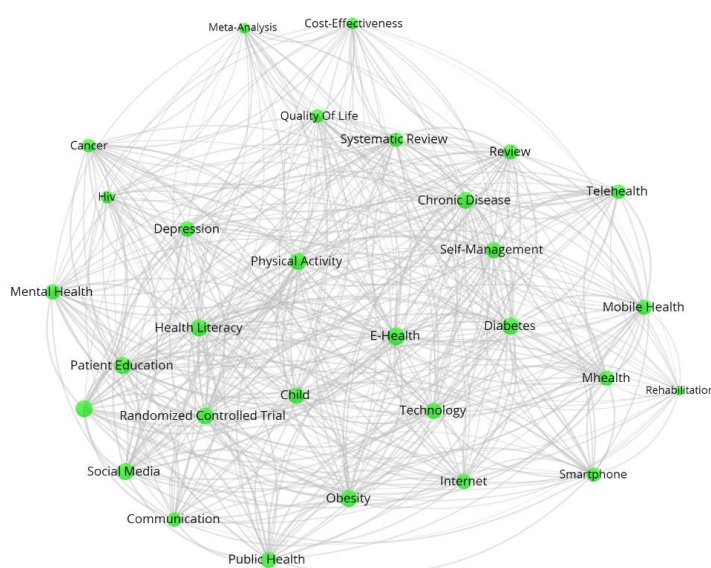 Meta-Analysis
Cost-Effectiveness
Quality Of Life
Systematic Review
Cancer
Review
Hiv
Telehealth
Chronic Disease
Depression
Self-Management
Physical Activity
Mental Health
Mobile Health
Health Literacy
E-Health
Diabetes
Patient Education
Mhealth
Rehabilitation
Child
Randomized Controlled Trial
Technology
Social Media
Internet
Smartphone
Obesity
Communication
Public Health